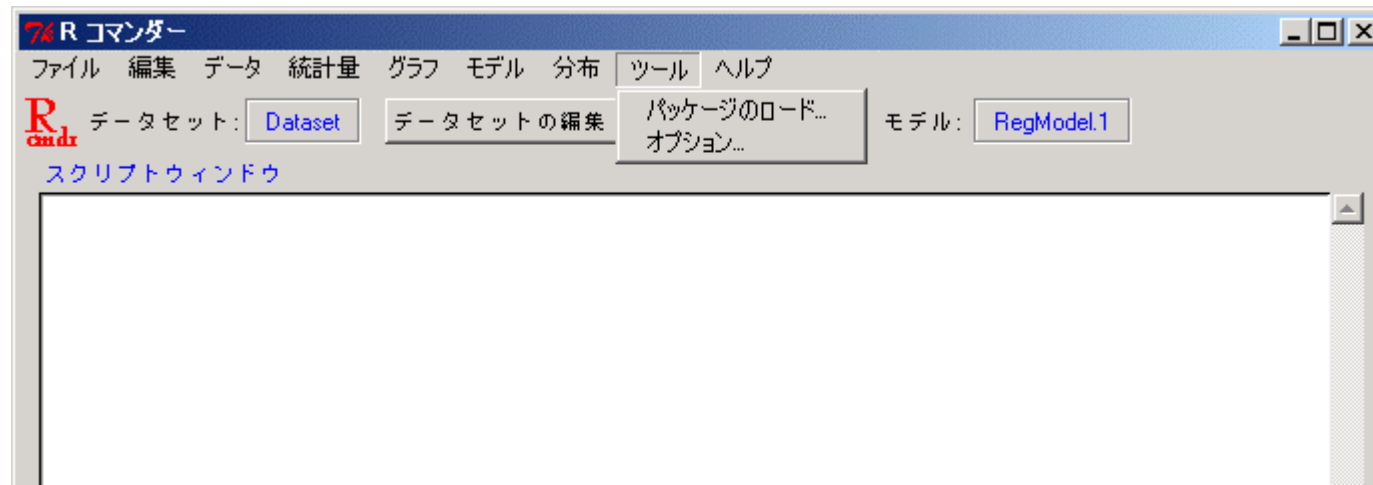 R コマンダー
ファイル 編集 データ 統計量 グラフ モデル 分布 ツール ヘルプ
R cmdr
データセット: Dataset データセットの編集 モデル: RegModel.1
パッケージのロード...
オプション...
スクリプトウィンドウ